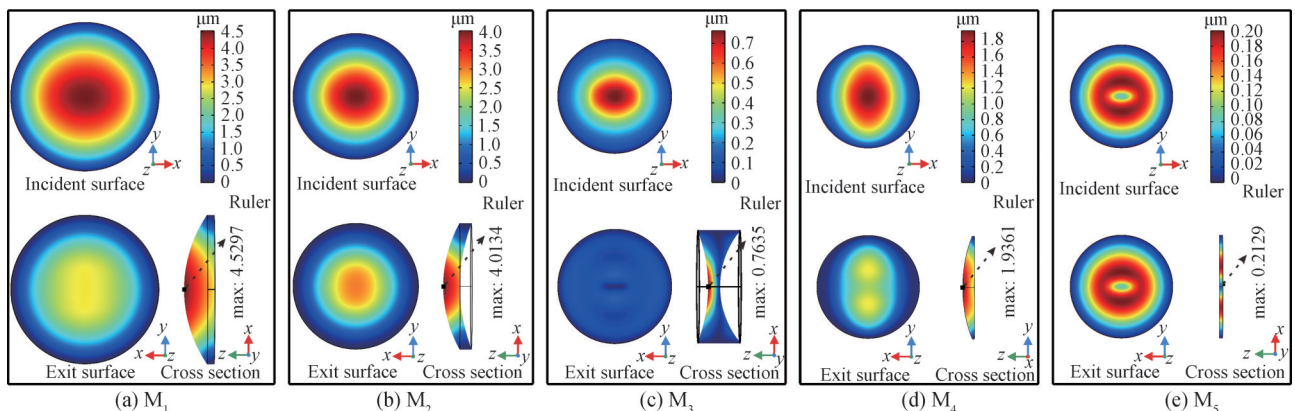 μm
4.5
4.0
3.5
3.0
2.5
2.0
1.5
1.0
0.5
0
y
z x
Incident surface
Ruler
max: 4.5297
y
x z
x
z y
Exit surface Cross section
(a) M1
μm
4.0
3.5
3.0
2.5
2.0
1.5
1.0
0.5
0
y
z x
Incident surface
Ruler
max: 4.0134
y
x z
x
z y
Exit surface Cross section
(b) M2
μm
0.7
0.6
0.5
0.4
0.3
0.2
0.1
0
y
z x
Incident surface
Ruler
max: 0.7635
y
x z
x
z y
Exit surface Cross section
(c) M3
μm
1.8
1.6
1.4
1.2
1.0
0.8
0.6
0.4
0.2
0
y
z x
Incident surface
Ruler
max: 1.9361
y
x z
x
z y
Exit surface Cross section
(d) M4
μm
0.20
0.18
0.16
0.14
0.12
0.10
0.08
0.06
0.04
0.02
0
y
z x
Incident surface
Ruler
max: 0.2129
y
x z
x
z y
Exit surface Cross section
(e) M5